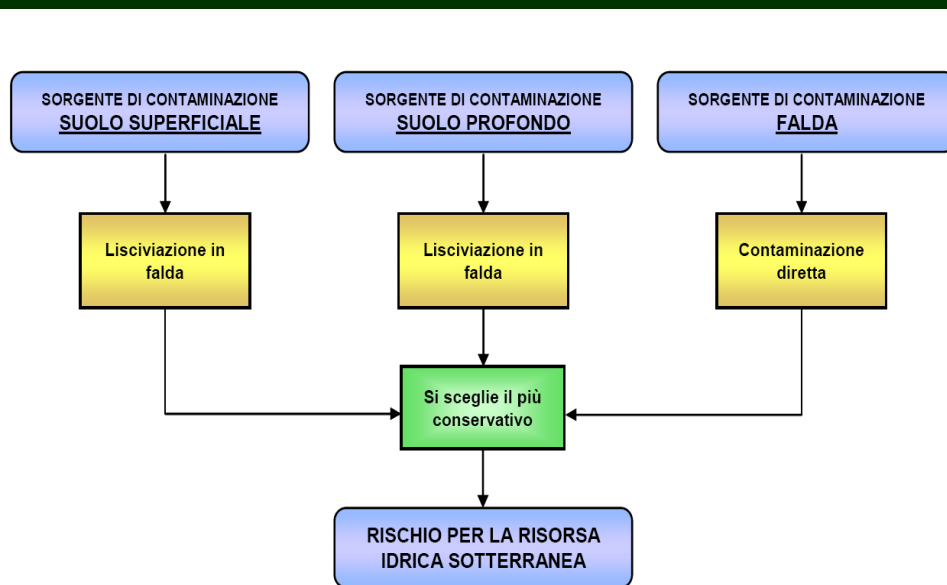 SORGENTE DI CONTAMINAZIONE
SUOLO SUPERFICIALE
SORGENTE DI CONTAMINAZIONE
SUOLO PROFONDO
SORGENTE DI CONTAMINAZIONE
FALDA
Lisciviazione in
falda
Lisciviazione in
falda
Contaminazione
diretta
Si sceglie il più
conservativo
RISCHIO PER LA RISORSA
IDRICA SOTTERRANEA